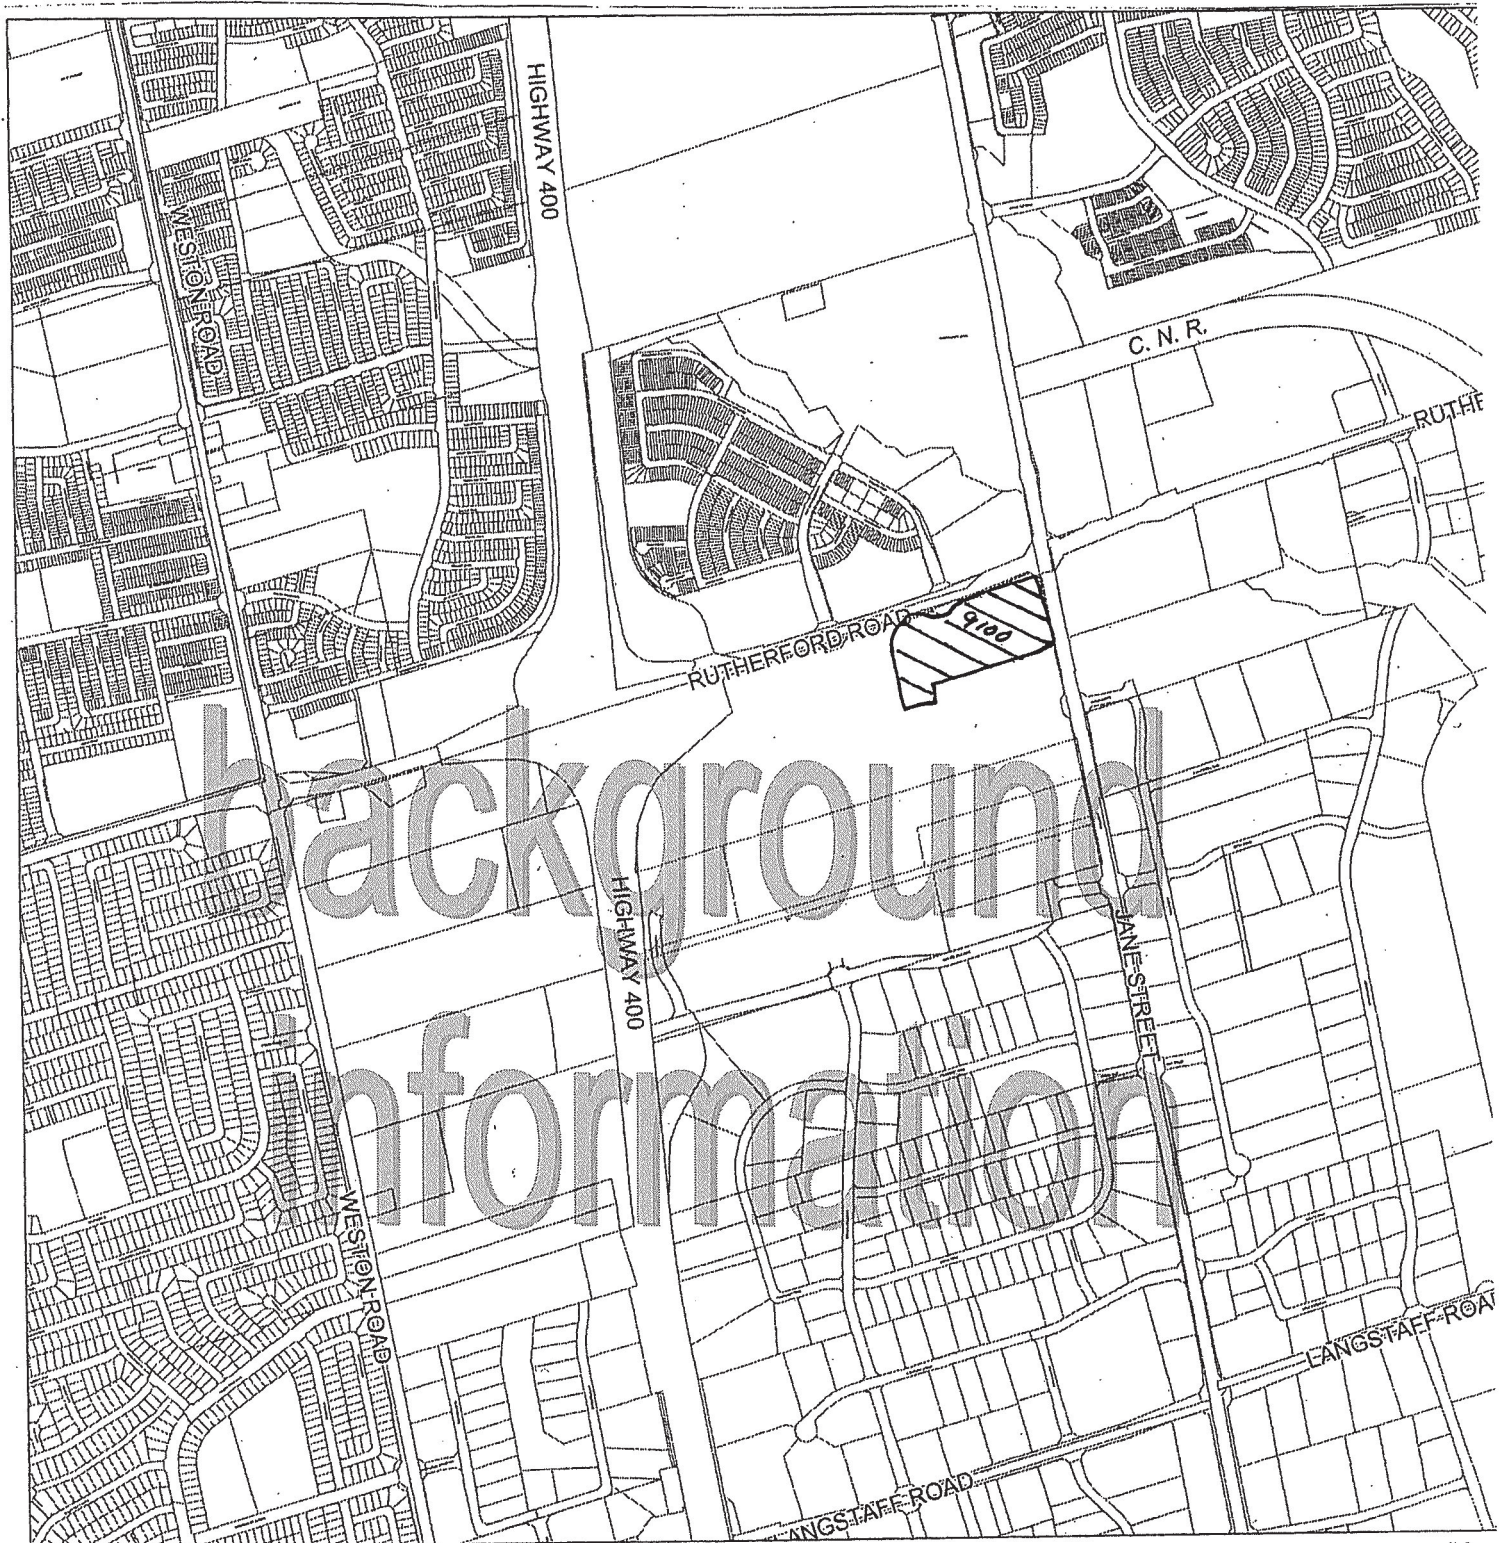 HIGHWAY 400
WESTON ROAD
C. N. R.
RUTHE
RUTHERFORD ROAD
9100
background
HIGHWAY 400
JANE STREET
information
WESTON ROAD
LANGSTAFF ROA
LANGSTAFF ROAD